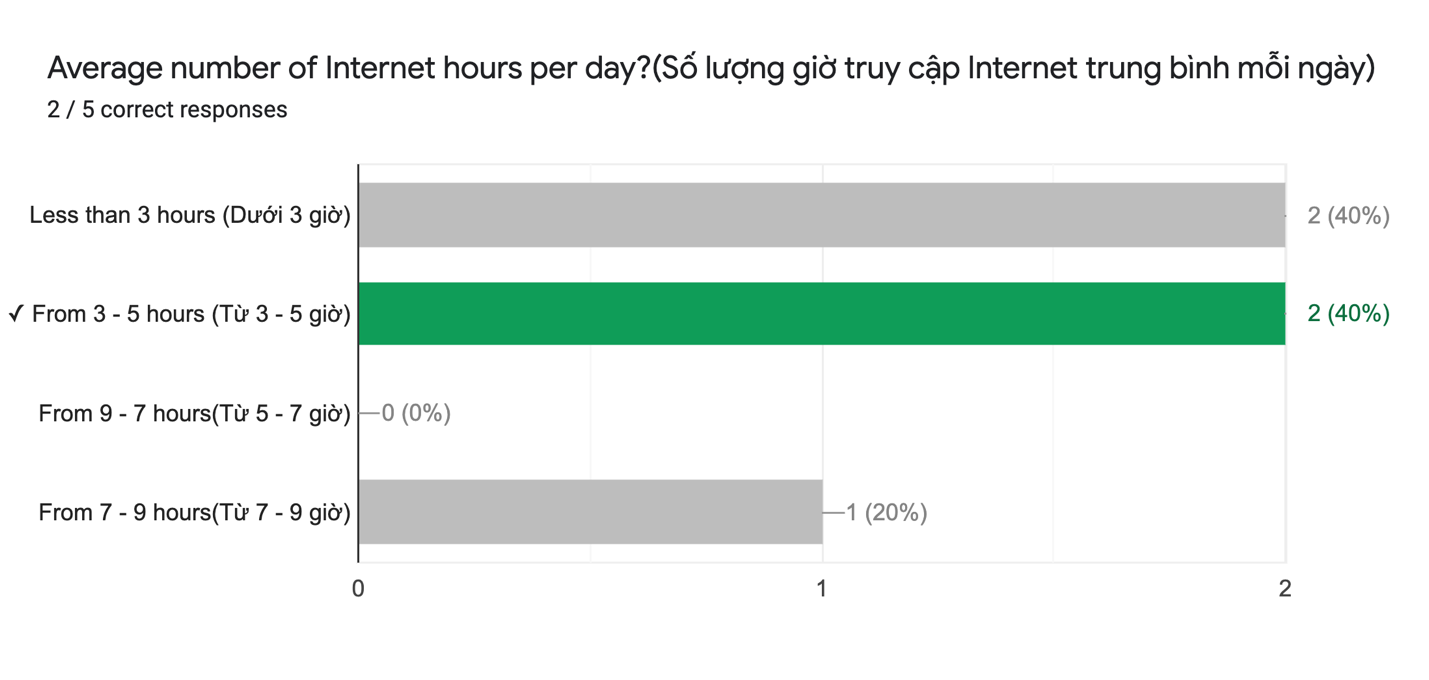 Average number of Internet hours per day?(Số lượng giờ truy cập Internet trung bình mỗi ngày)
2 / 5 correct responses
Less than 3 hours (Dưới 3 giờ)
2 (40%)
✓ From 3 - 5 hours (Từ 3 - 5 giờ)
2 (40%)
From 9 - 7 hours(Từ 5 - 7 giờ)
0 (0%)
From 7 - 9 hours(Từ 7 - 9 giờ)
1 (20%)
0 1 2